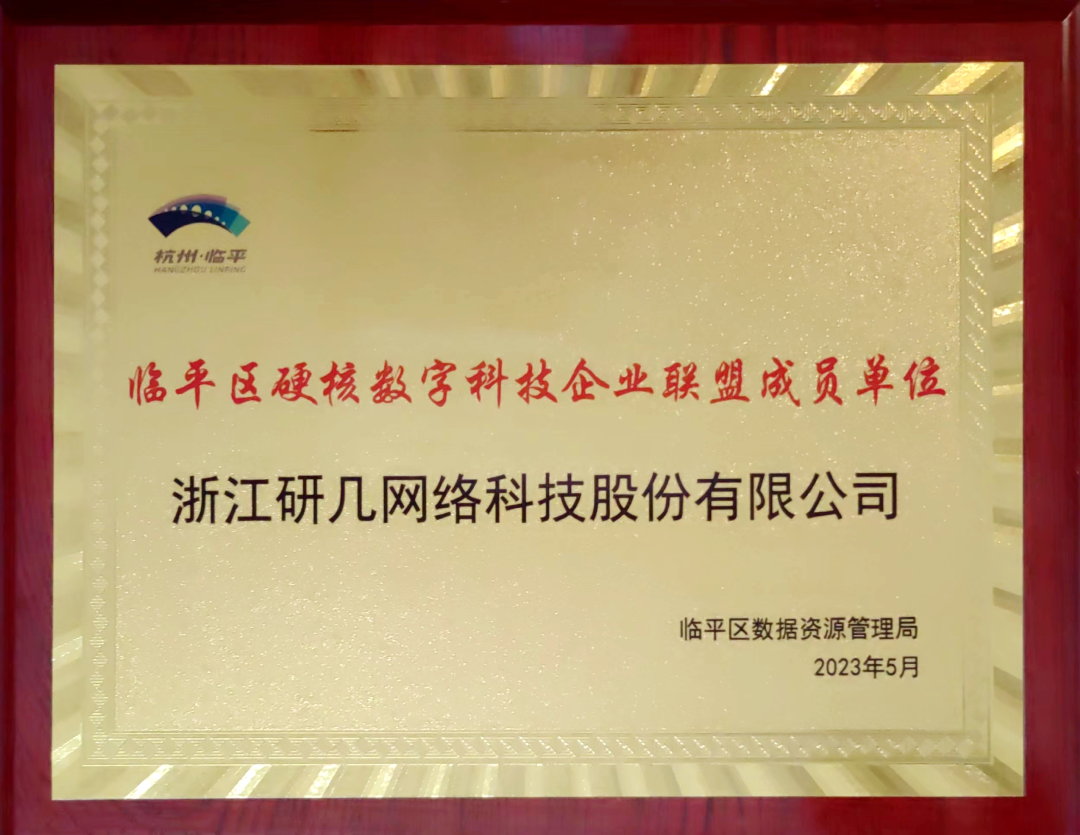 杭州·临平
HANGZHOU LINPING
临平区硬核数字科技企业联盟成员单位
浙江研几网络科技股份有限公司
临平区数据资源管理局
2023年5月